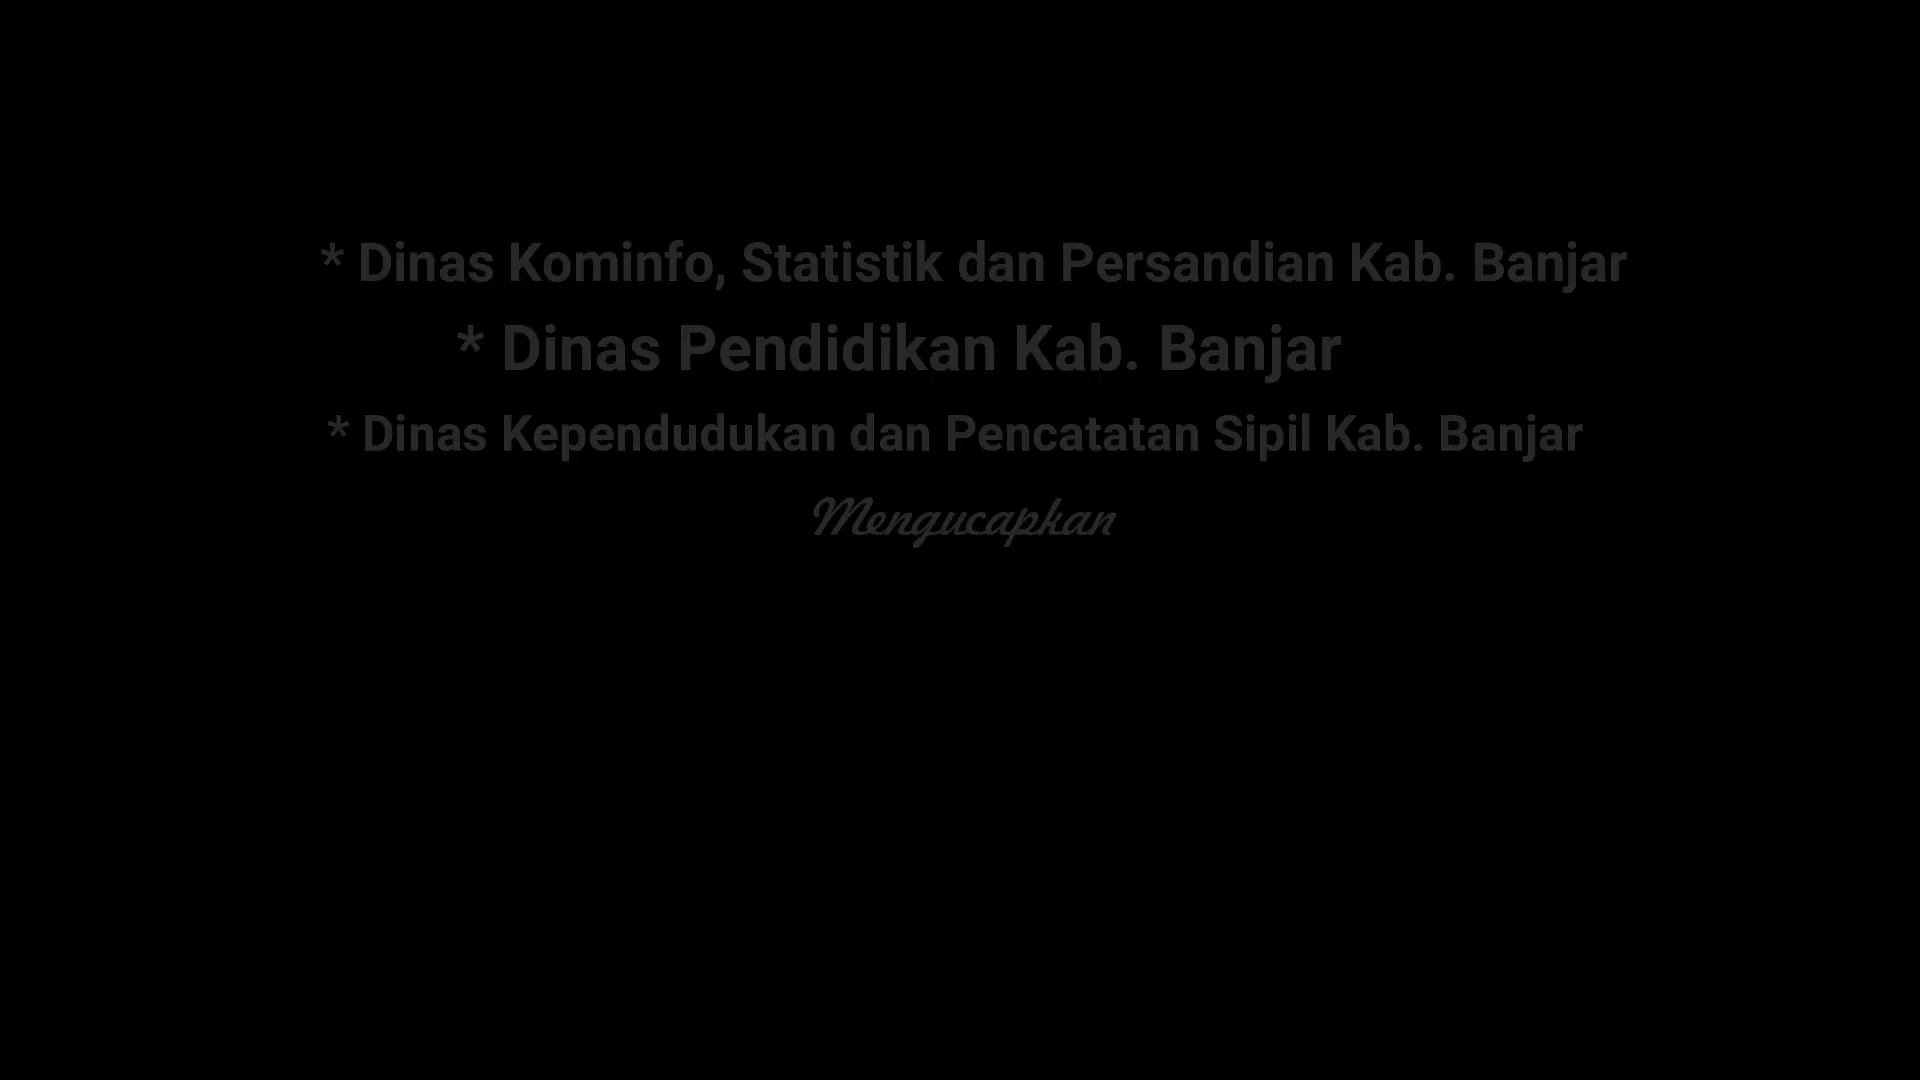 * Dinas Kominfo, Statistik dan Persandian Kab. Banjar
* Dinas Pendidikan Kab. Banjar
* Dinas Kependudukan dan Pencatatan Sipil Kab. Banjar
Mengucapkan